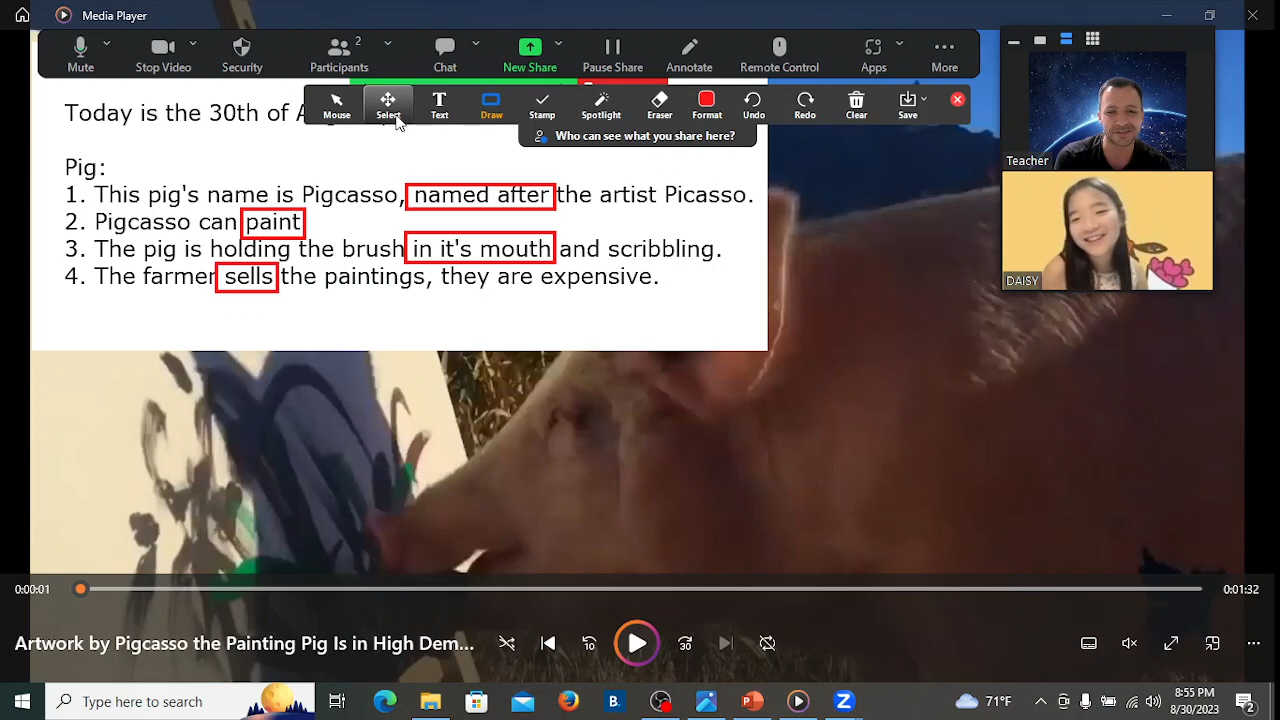 Media Player
Mute
Stop Video
Security
Participants
2
Chat
New Share
Pause Share
Annotate
Remote Control
Apps
More
Mouse
Select
Text
Draw
Stamp
Spotlight
Eraser
Format
Undo
Redo
Clear
Save
Who can see what you share here?
Today is the 30th of A
Pig:
1. This pig's name is Pigcasso, named after the artist Picasso.
2. Pigcasso can paint
3. The pig is holding the brush in it's mouth and scribbling.
4. The farmer sells the paintings, they are expensive.
Teacher
DAISY
0:00:01
0:01:32
Artwork by Pigcasso the Painting Pig Is in High Dem...
10
30
Type here to search
71°F
8:55 PM
8/30/2023
2